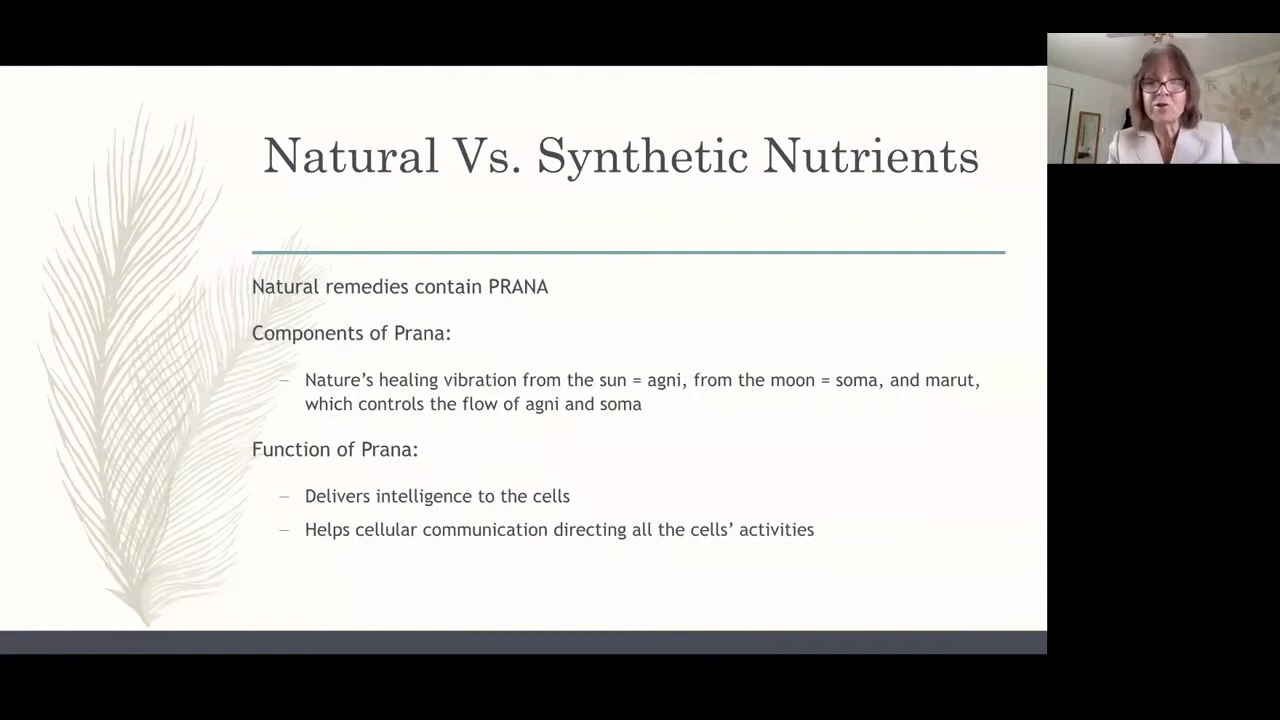 Natural Vs. Synthetic Nutrients
Natural remedies contain PRANA
Components of Prana:
– Nature’s healing vibration from the sun = agni, from the moon = soma, and marut,
which controls the flow of agni and soma
Function of Prana:
– Delivers intelligence to the cells
– Helps cellular communication directing all the cells’ activities